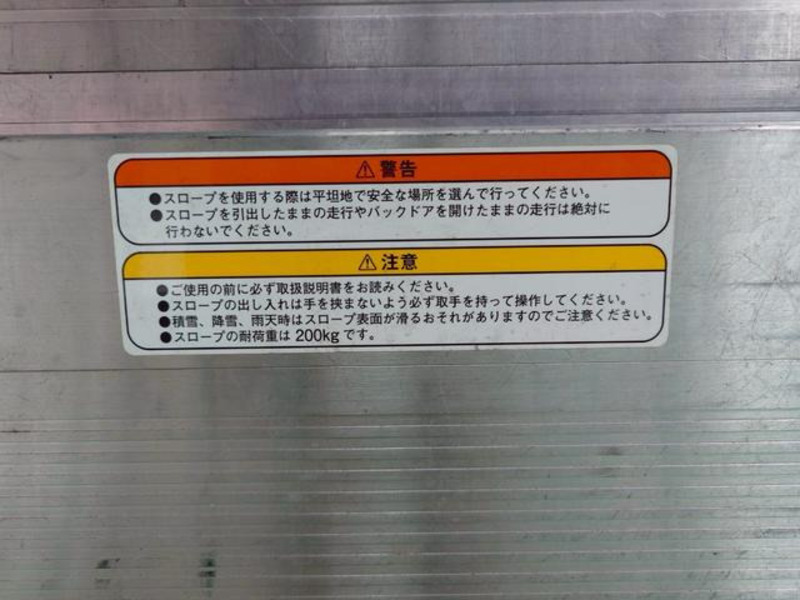 ⚠警告
●スロープを使用する際は平坦地で安全な場所を選んで行ってください。
●スロープを引出したままの走行やバックドアを開けたままの走行は絶対に
行わないでください。
⚠注意
●ご使用の前に必ず取扱説明書をお読みください。
●スロープの出し入れは手を挟まないよう必ず取手を持って操作してください。
●積雪、降雪、雨天時はスロープ表面が滑るおそれがありますのでご注意ください。
●スロープの耐荷重は 200kg です。